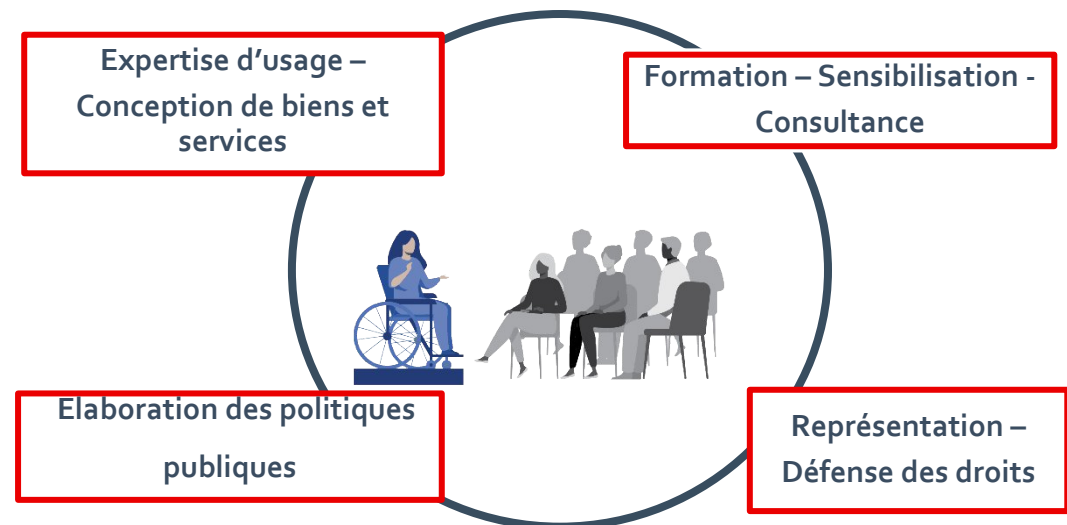 Expertise d’usage –
Conception de biens et
services
Formation – Sensibilisation -
Consultance
Elaboration des politiques
publiques
Représentation –
Défense des droits